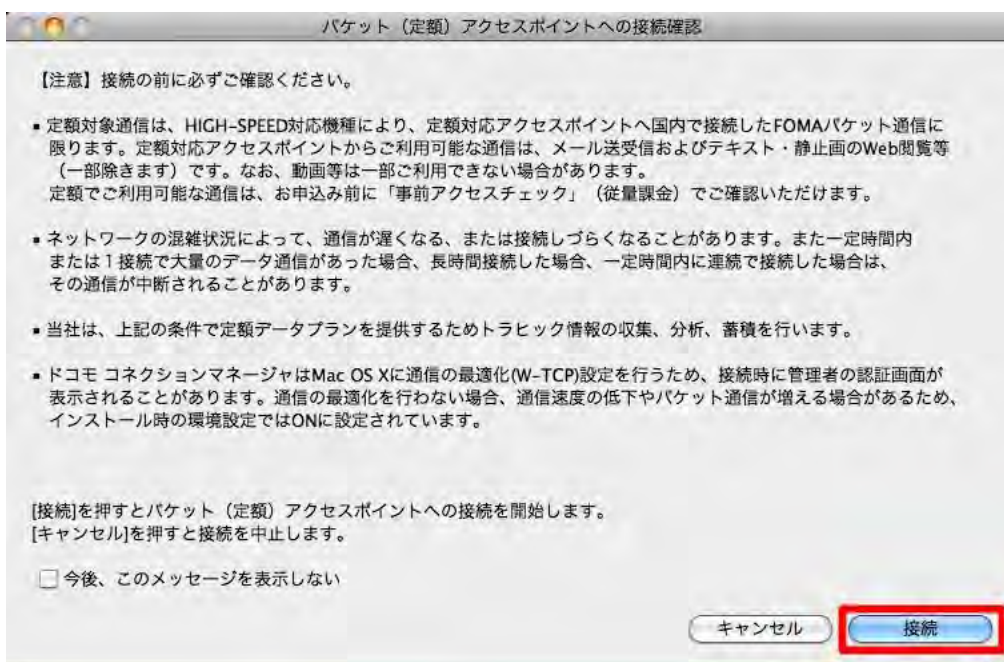 パケット（定額）アクセスポイントへの接続確認
【注意】接続の前に必ずご確認ください。
▪ 定額対象通信は、HIGH-SPEED対応機種により、定額対応アクセスポイントへ国内で接続したFOMAパケット通信に
限ります。定額対応アクセスポイントからご利用可能な通信は、メール送受信およびテキスト・静止画のWeb閲覧等
（一部除きます）です。なお、動画等は一部ご利用できない場合があります。
定額でご利用可能な通信は、お申込み前に「事前アクセスチェック」（従量課金）でご確認いただけます。
▪ ネットワークの混雑状況によって、通信が遅くなる、または接続しづらくなることがあります。また一定時間内
または１接続で大量のデータ通信があった場合、長時間接続した場合、一定時間内に連続で接続した場合は、
その通信が中断されることがあります。
▪ 当社は、上記の条件で定額データプランを提供するためトラヒック情報の収集、分析、蓄積を行います。
▪ ドコモ コネクションマネージャはMac OS Xに通信の最適化(W-TCP)設定を行うため、接続時に管理者の認証画面が
表示されることがあります。通信の最適化を行わない場合、通信速度の低下やパケット通信が増える場合があるため、
インストール時の環境設定ではONに設定されています。
[接続]を押すとパケット（定額）アクセスポイントへの接続を開始します。
[キャンセル]を押すと接続を中止します。
今後、このメッセージを表示しない
キャンセル
接続